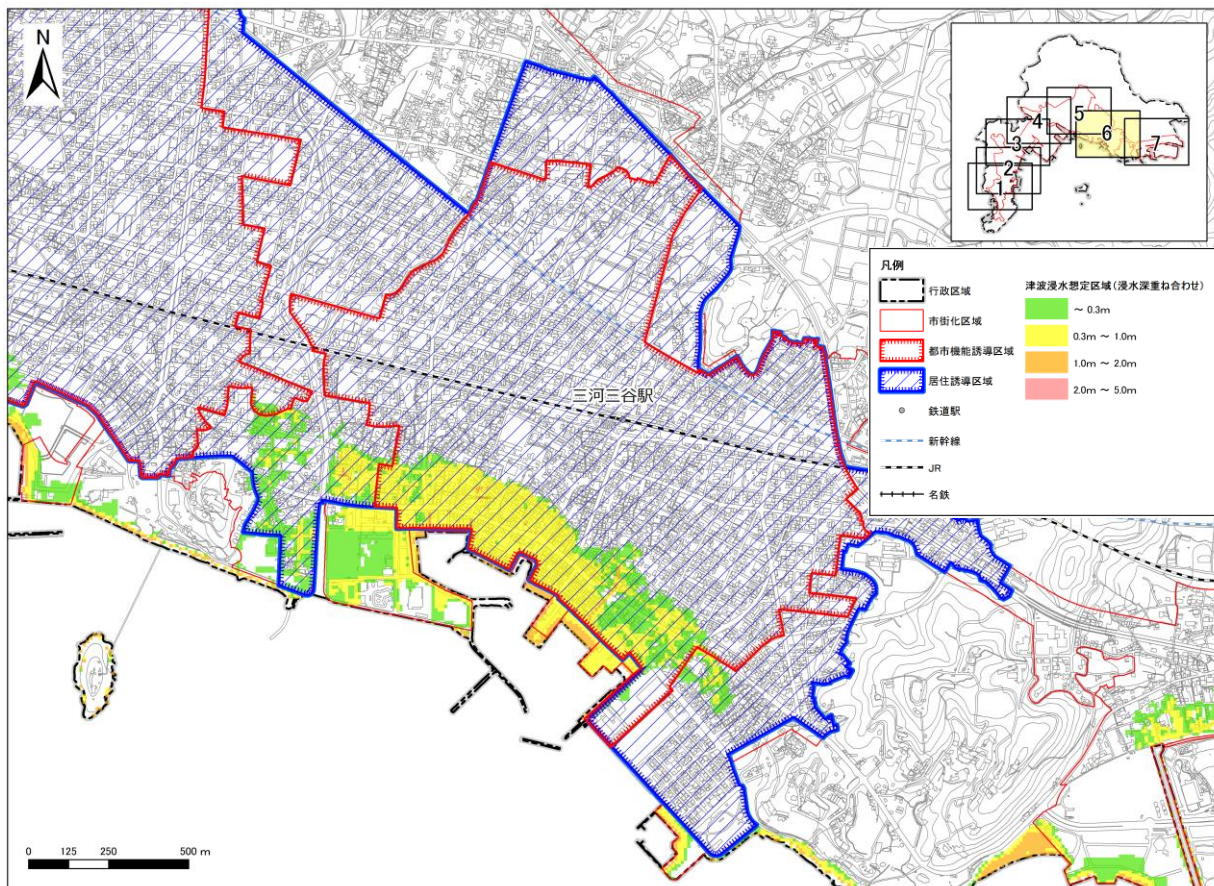 N
4
5
6
7
3
2
1
三河三谷駅
凡例
行政区域
市街化区域
都市機能誘導区域
居住誘導区域
鉄道駅
新幹線
JR
名鉄
津波浸水想定区域(浸水深重ね合わせ)
～ 0.3m
0.3m ～ 1.0m
1.0m ～ 2.0m
2.0m ～ 5.0m
0 125 250 500 m